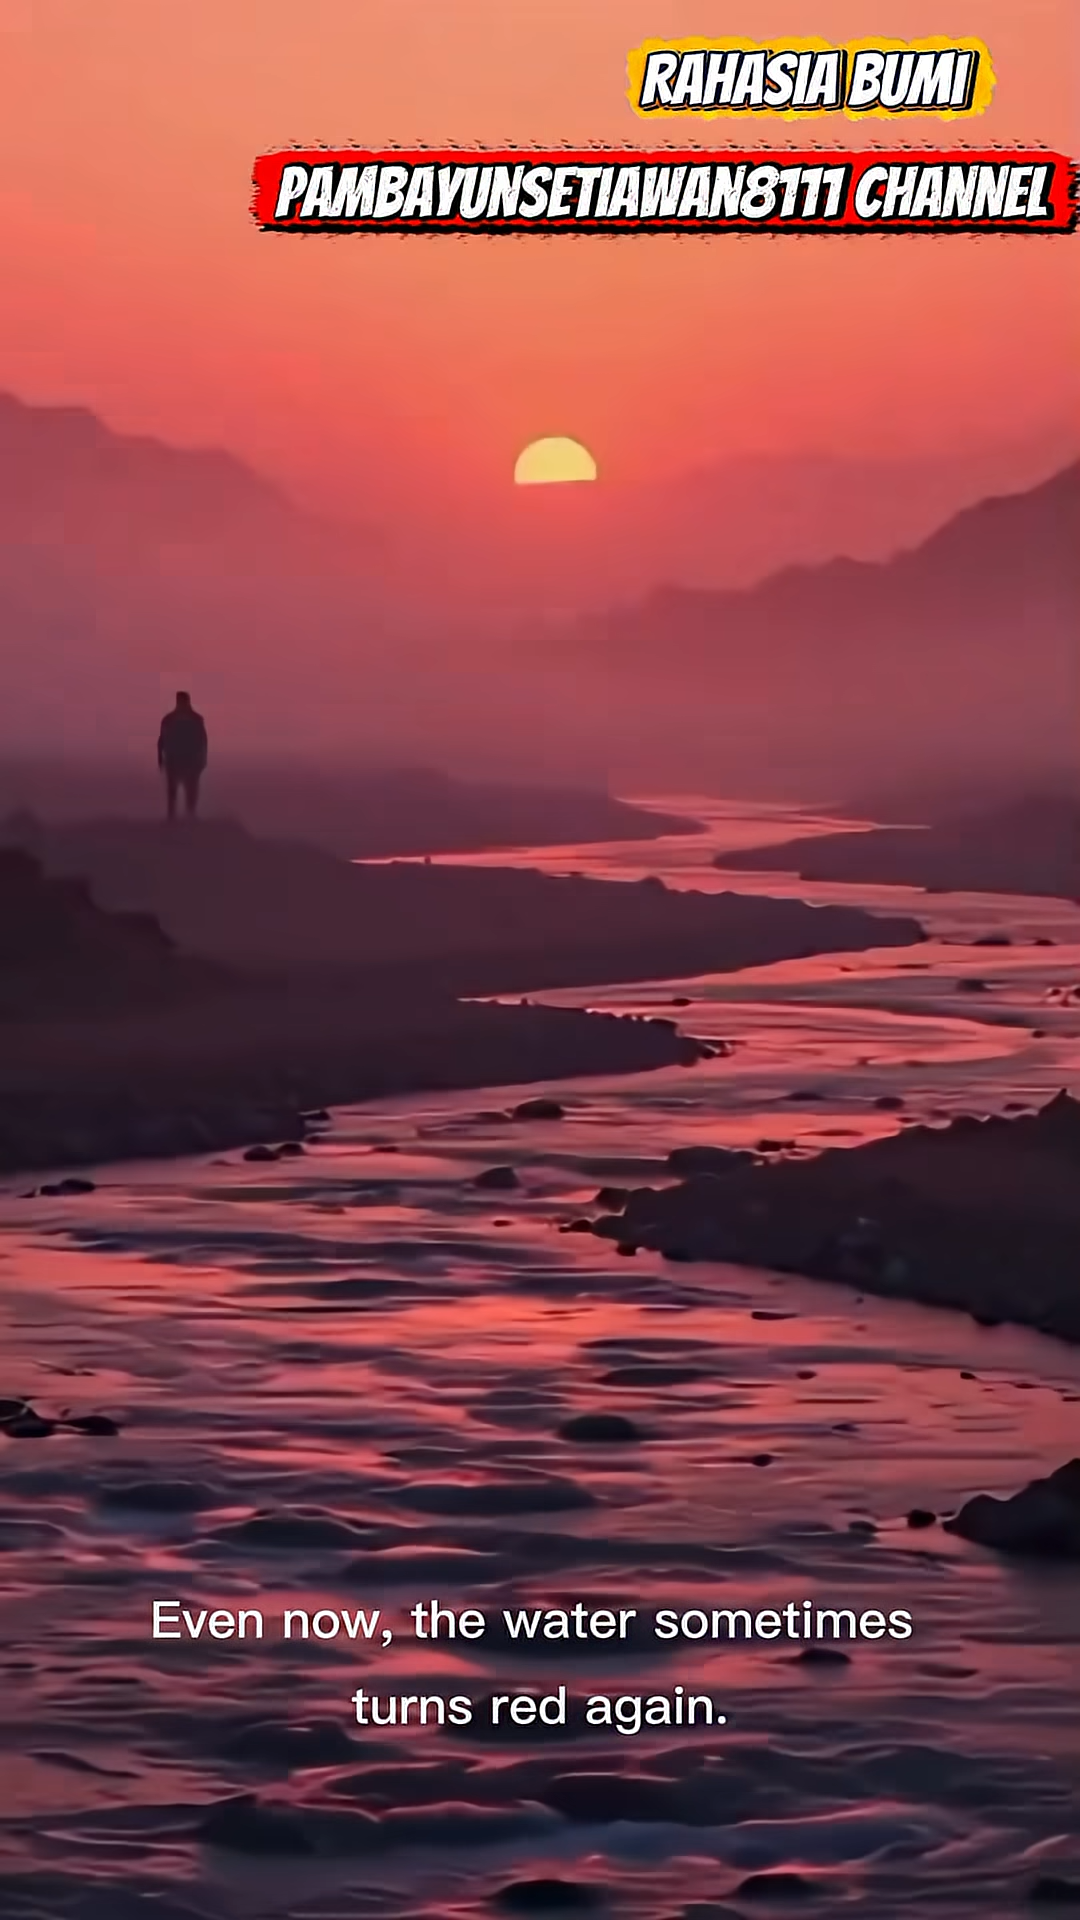 RAHASIA BUMI
PAMBAYUNSETIAWAN8111 CHANNEL
Even now, the water sometimes
turns red again.